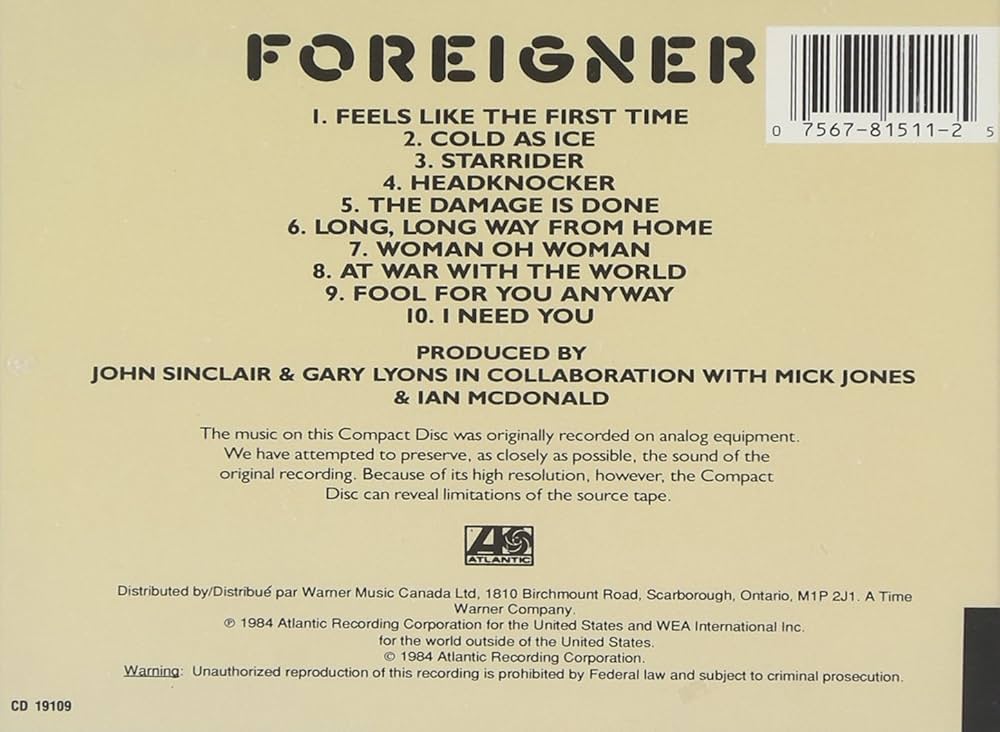 FOREIGNER
1. FEELS LIKE THE FIRST TIME
2. COLD AS ICE
3. STARRIDER
4. HEADKNOCKER
5. THE DAMAGE IS DONE
6. LONG, LONG WAY FROM HOME
7. WOMAN OH WOMAN
8. AT WAR WITH THE WORLD
9. FOOL FOR YOU ANYWAY
10. I NEED YOU
0 7567-81511-2 5
PRODUCED BY
JOHN SINCLAIR & GARY LYONS IN COLLABORATION WITH MICK JONES
& IAN MCDONALD
The music on this Compact Disc was originally recorded on analog equipment.
We have attempted to preserve, as closely as possible, the sound of the
original recording. Because of its high resolution, however, the Compact
Disc can reveal limitations of the source tape.
ATLANTIC
Distributed by/Distribué par Warner Music Canada Ltd, 1810 Birchmount Road, Scarborough, Ontario, M1P 2J1. A Time
Warner Company.
℗ 1984 Atlantic Recording Corporation for the United States and WEA International Inc.
for the world outside of the United States.
© 1984 Atlantic Recording Corporation.
Warning: Unauthorized reproduction of this recording is prohibited by Federal law and subject to criminal prosecution.
CD 19109